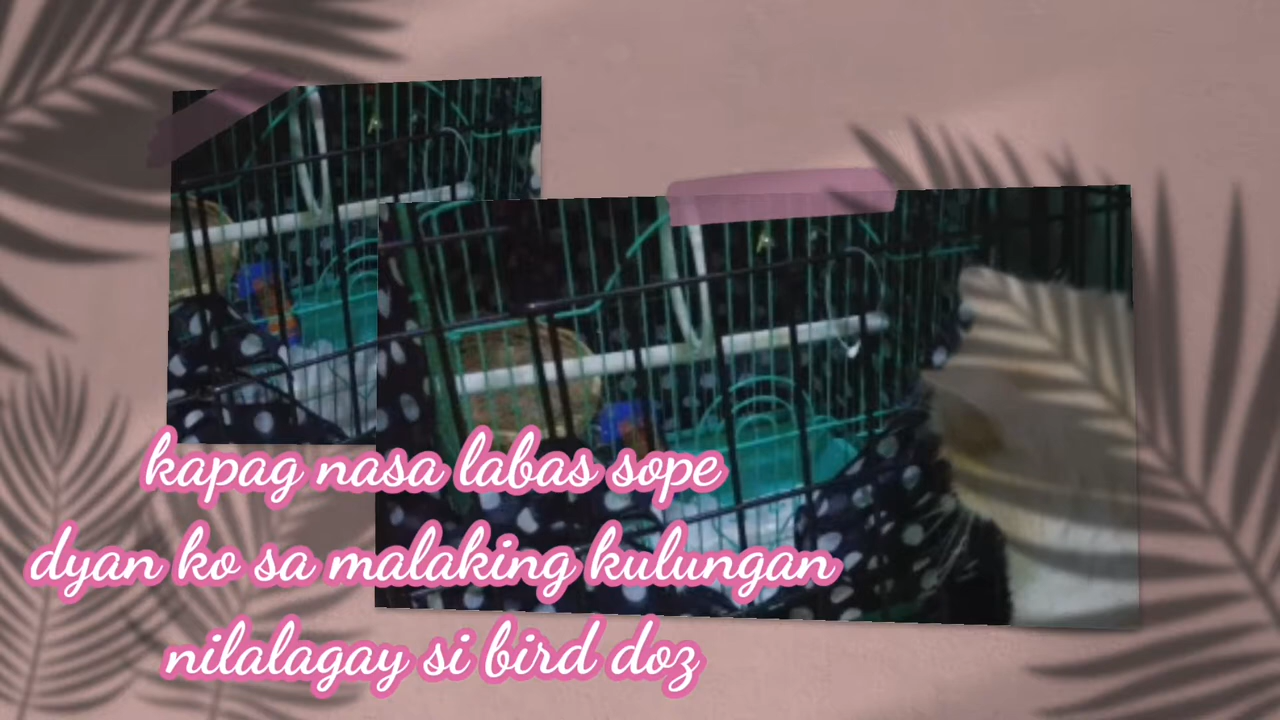 kapag nasa labas sope
dyan ko sa malaking kulungan
nilalagay si bird doz